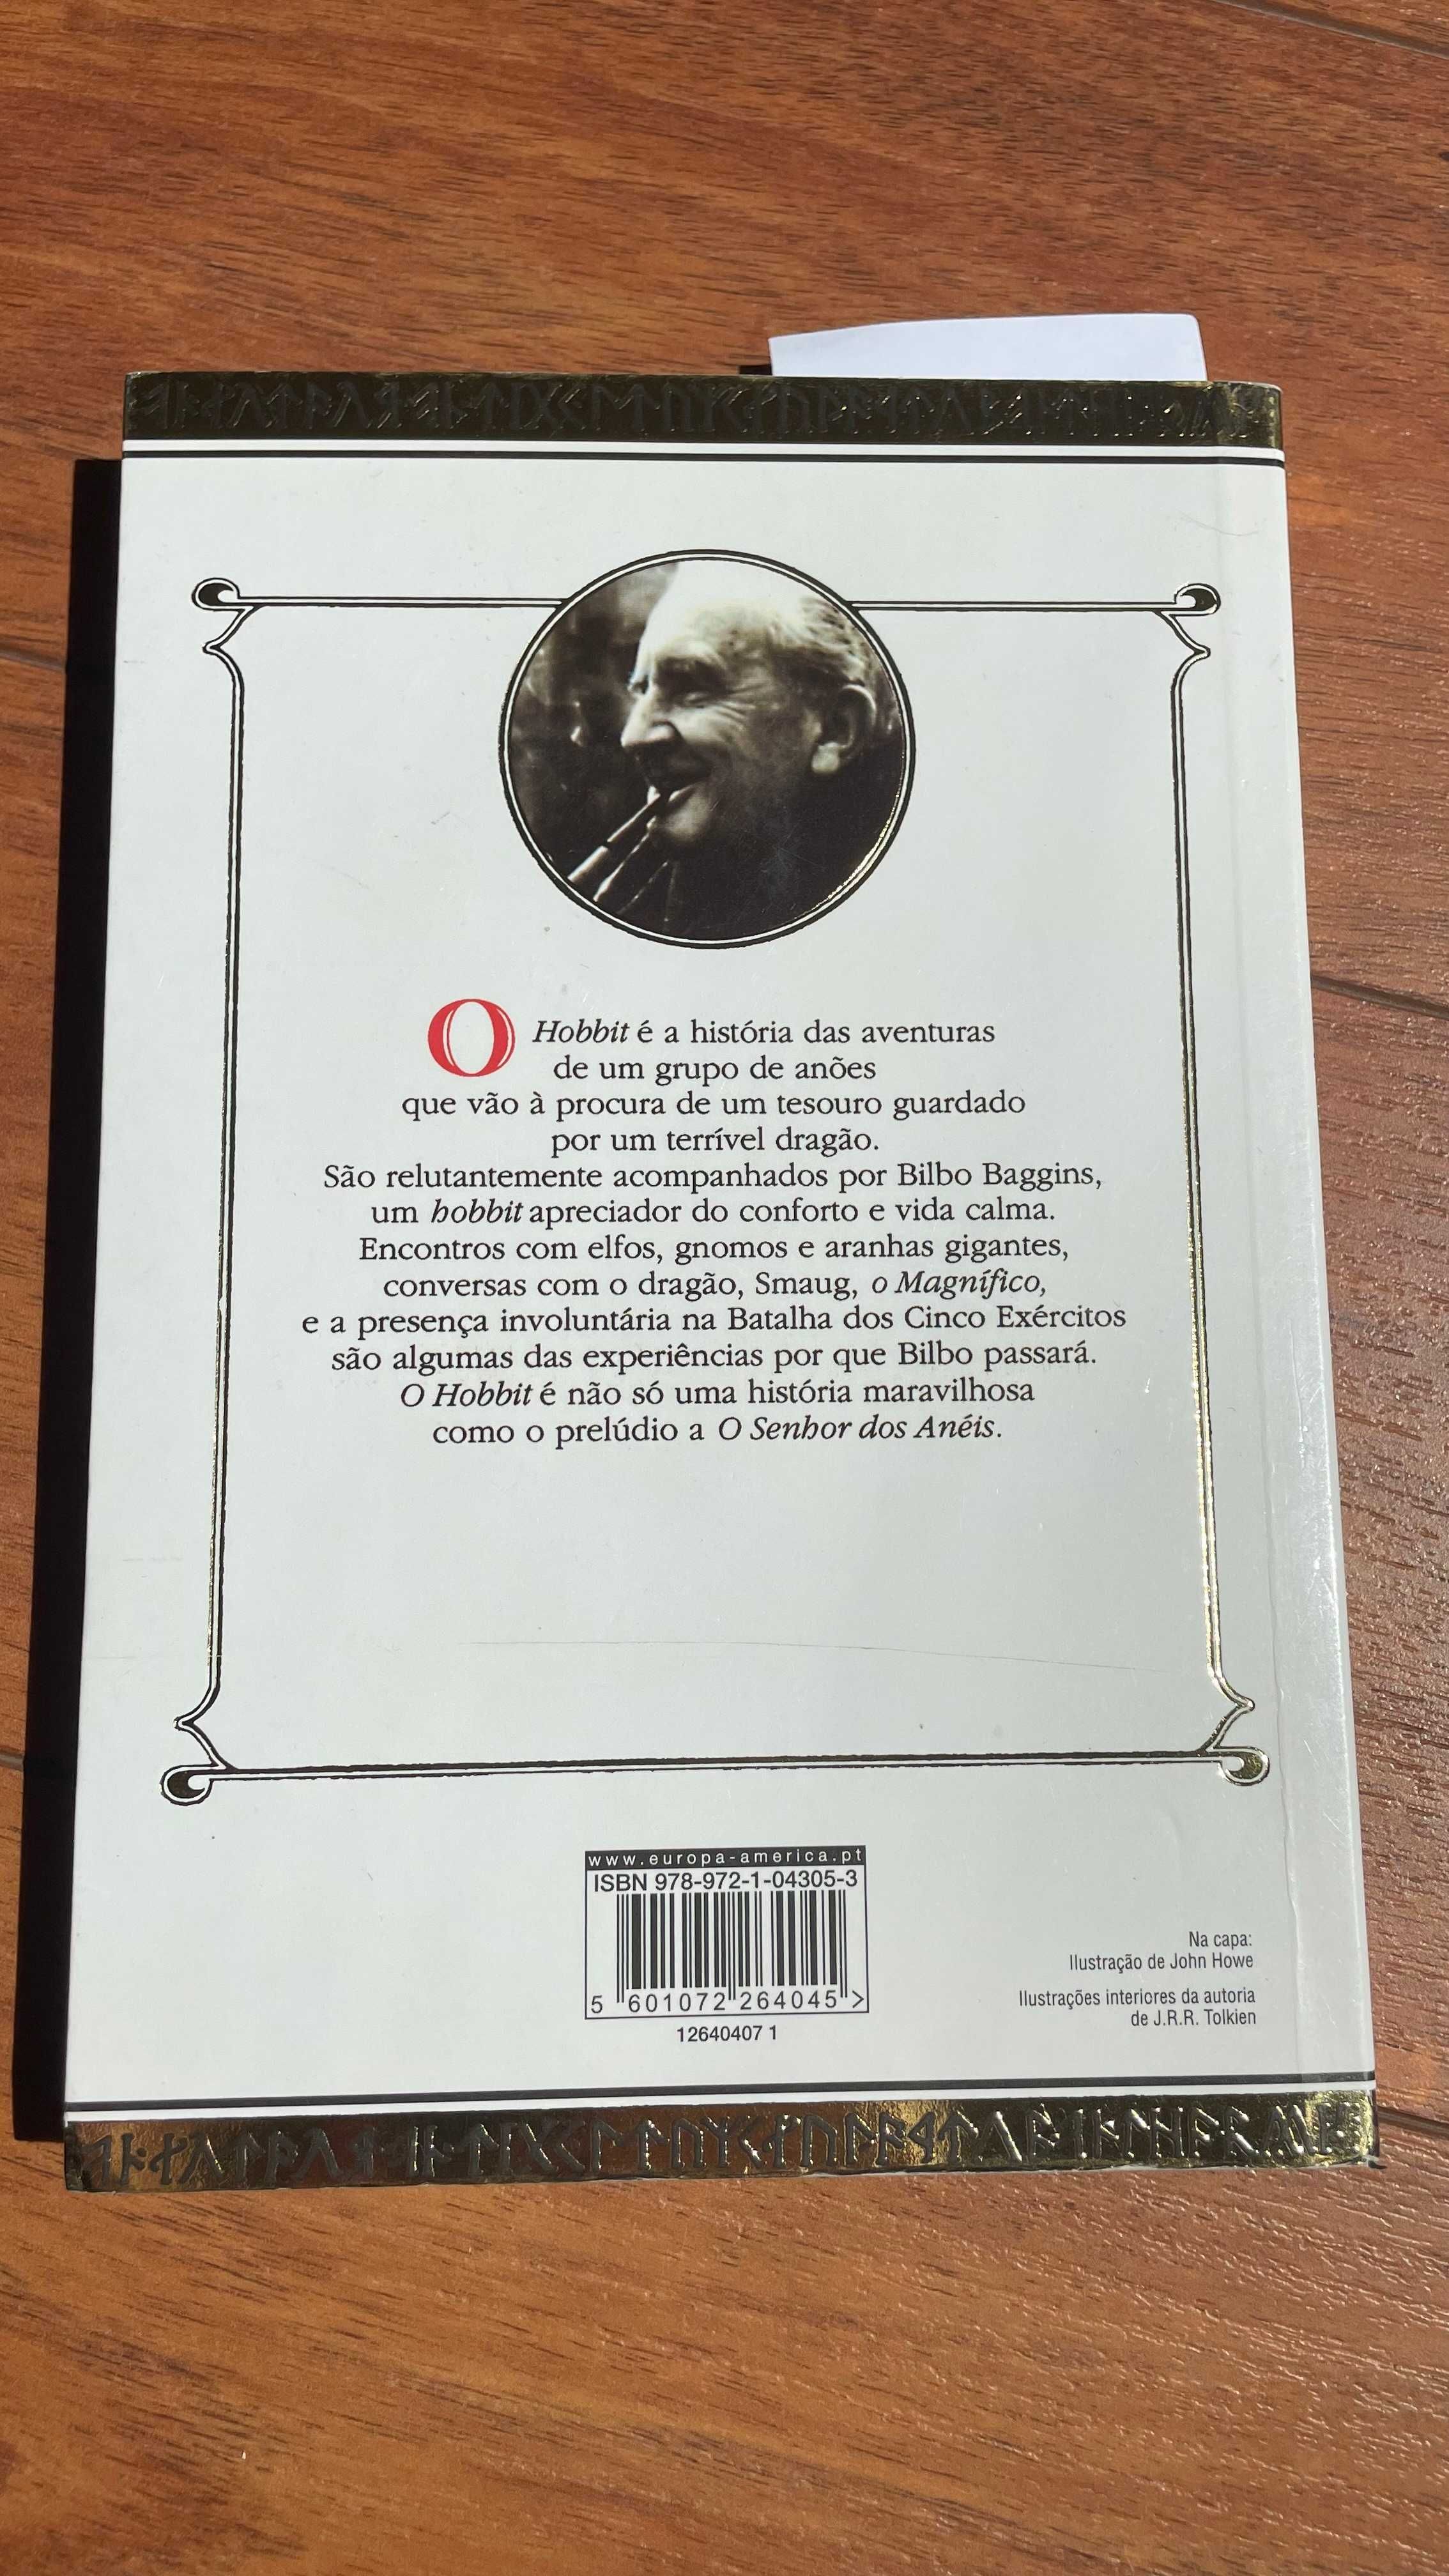 O Hobbit é a história das aventuras
de um grupo de anões
que vão à procura de um tesouro guardado
por um terrível dragão.
São relutantemente acompanhados por Bilbo Baggins,
um hobbit apreciador do conforto e vida calma.
Encontros com elfos, gnomos e aranhas gigantes,
conversas com o dragão, Smaug, o Magnífico,
e a presença involuntária na Batalha dos Cinco Exércitos
são algumas das experiências por que Bilbo passará.
O Hobbit é não só uma história maravilhosa
como o prelúdio a O Senhor dos Anéis.
www.europa-america.pt
ISBN 978-972-1-04305-3
5 601072 264045 >
12640407 1
Na capa:
Ilustração de John Howe
Ilustrações interiores da autoria
de J.R.R. Tolkien